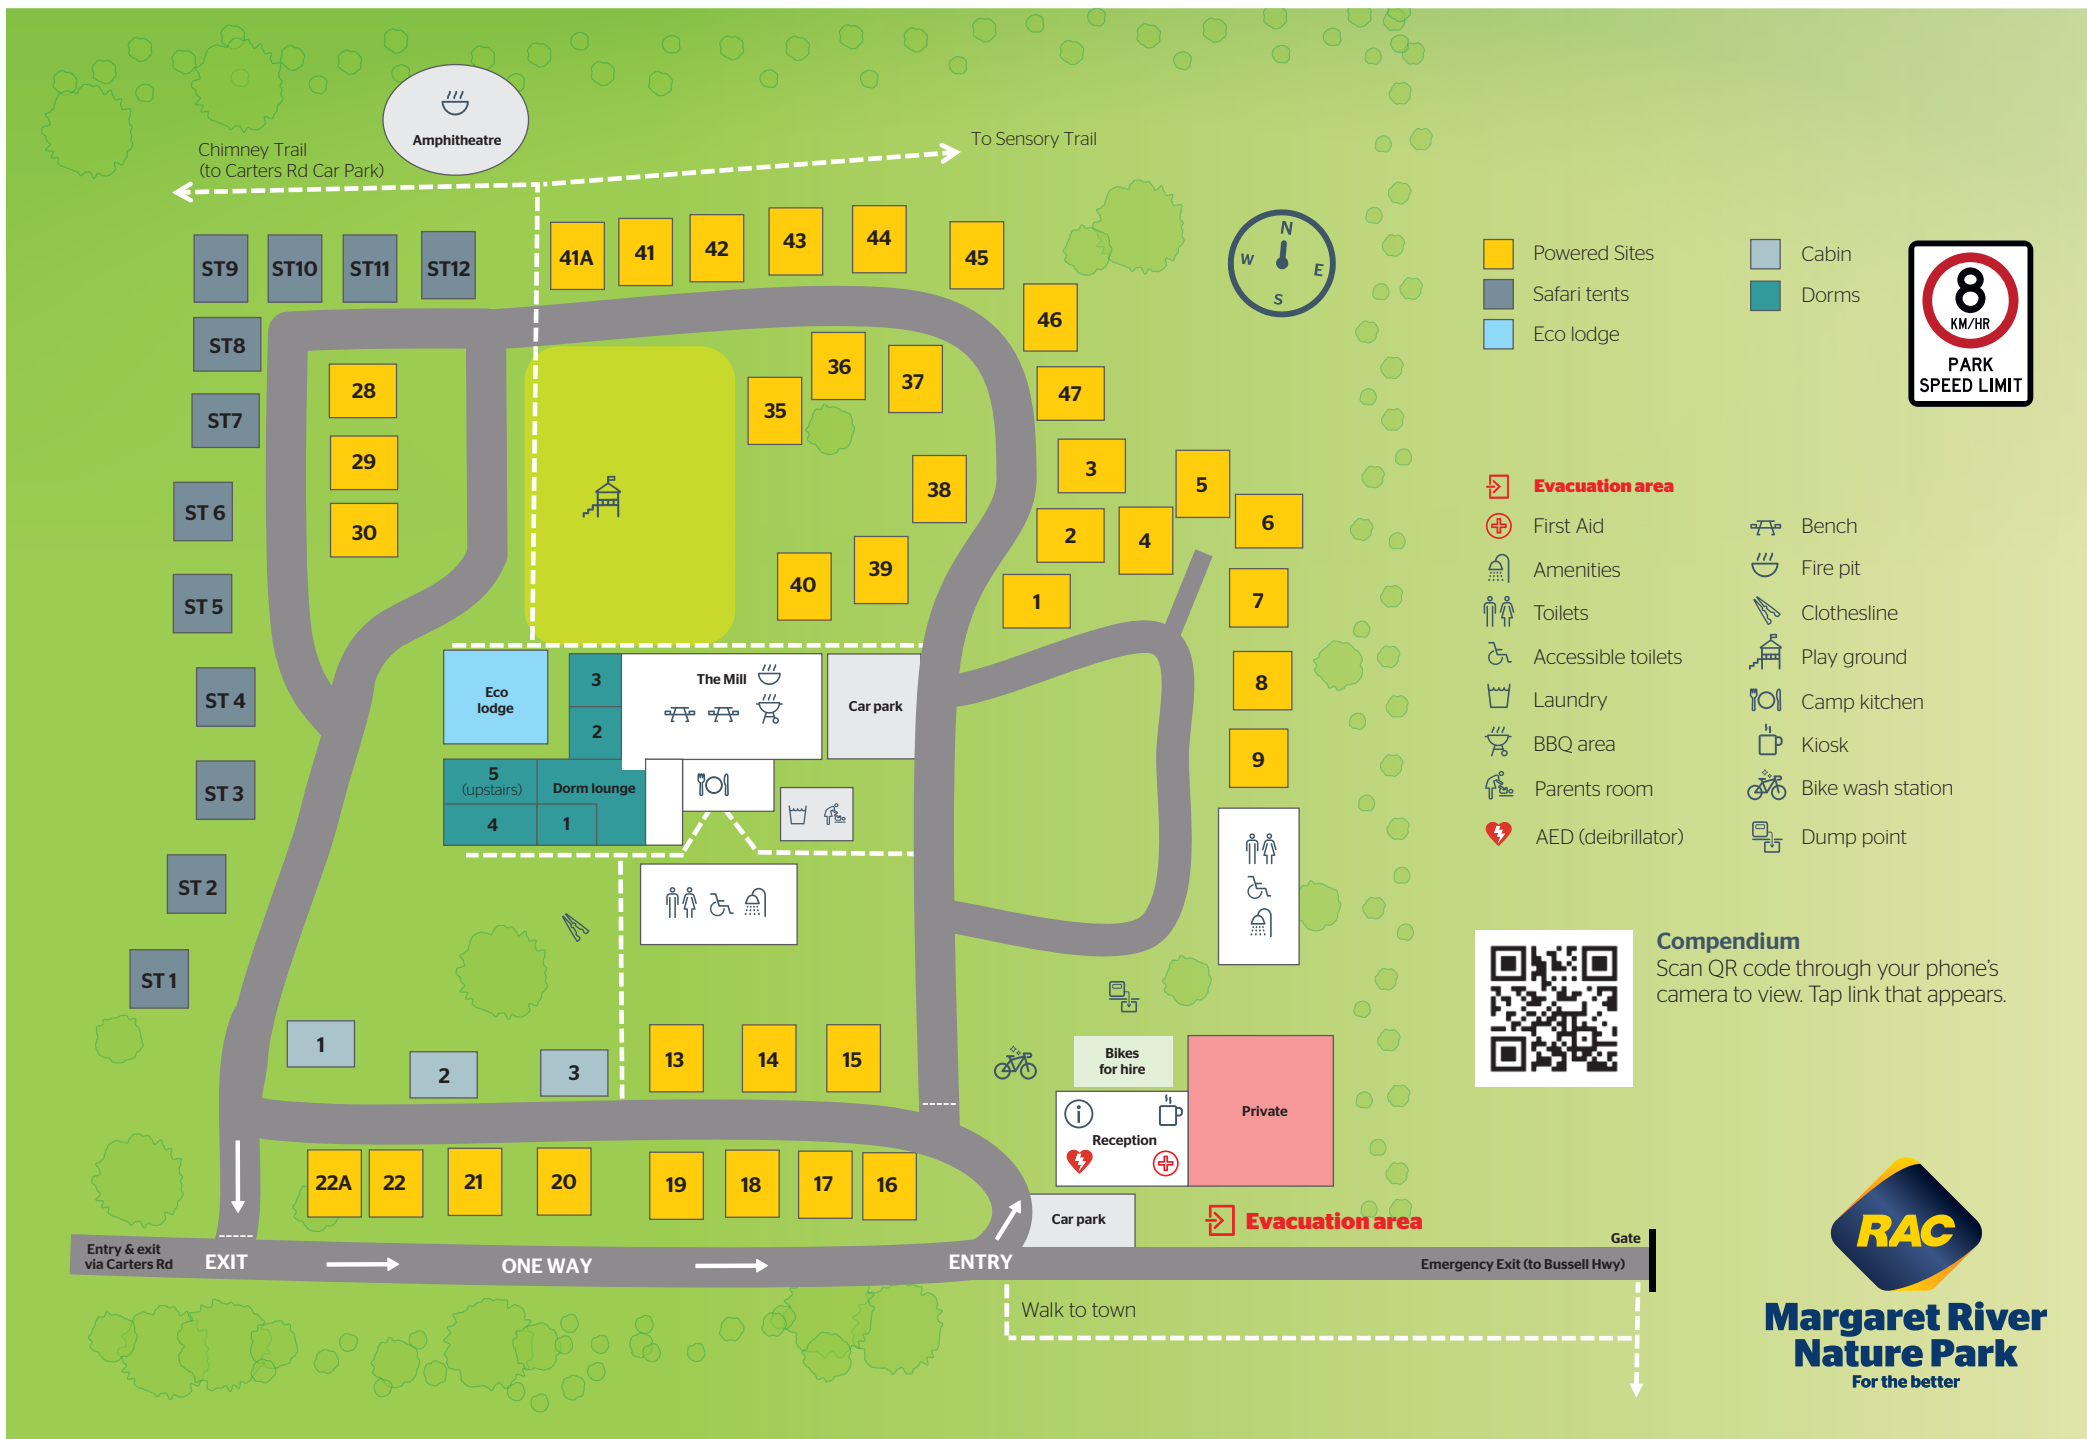 Amphitheatre
Chimney Trail
(to Carters Rd Car Park)
To Sensory Trail
ST9
ST10
ST11
ST12
41A
41
42
43
44
45
46
47
ST8
ST7
ST 6
ST 5
ST 4
ST 3
ST 2
ST 1
28
29
30
35
36
37
38
39
40
3
2
1
4
5
6
7
8
9
Eco
lodge
3
2
The Mill
Car park
5
(upstairs)
Dorm lounge
4
1
1
2
3
13
14
15
22A
22
21
20
19
18
17
16
Bikes
for hire
Reception
Private
Car park
Evacuation area
Entry & exit
via Carters Rd
EXIT
ONE WAY
ENTRY
Emergency Exit (to Bussell Hwy)
Gate
Walk to town
N
W
E
S
Powered Sites
Safari tents
Eco lodge
Cabin
Dorms
8
KM/HR
PARK
SPEED LIMIT
Evacuation area
First Aid
Amenities
Toilets
Accessible toilets
Laundry
BBQ area
Parents room
AED (deibrillator)
Bench
Fire pit
Clothesline
Play ground
Camp kitchen
Kiosk
Bike wash station
Dump point
Compendium
Scan QR code through your phone's
camera to view. Tap link that appears.
RAC
Margaret River
Nature Park
For the better